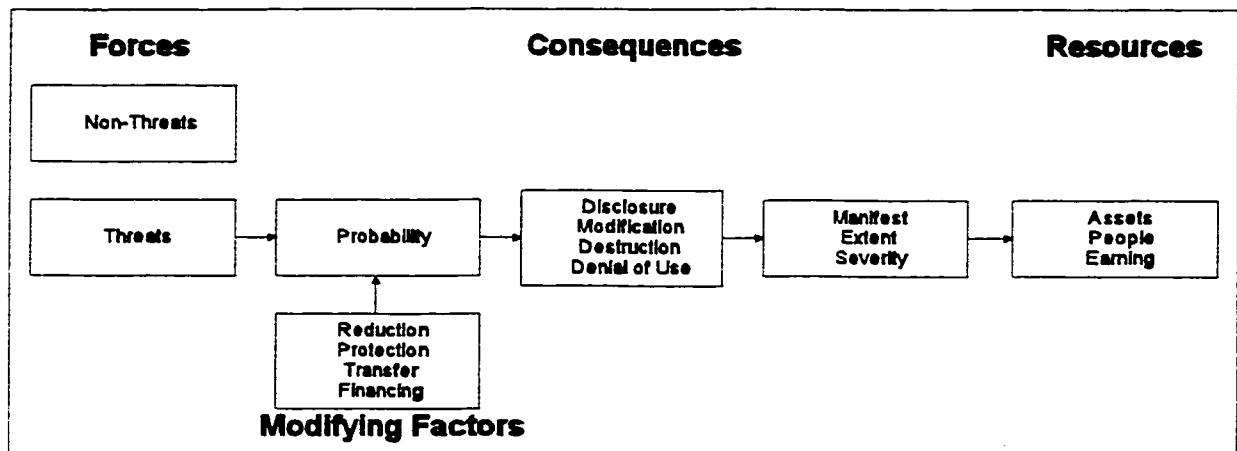 Forces
Consequences
Resources
Non-Threats
Threats
Probability
Disclosure
Modification
Destruction
Denial of Use
Manifest
Extent
Severity
Assets
People
Earning
Reduction
Protection
Transfer
Financing
Modifying Factors